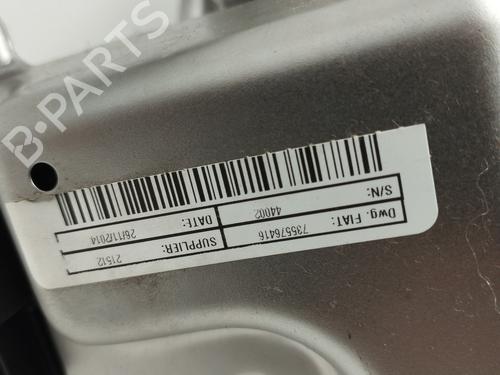 Dwg. FIAT: 735576416 SUPPLIER: 21512
S/N: 44002 DATE: 26/11/2014
B-PARTS